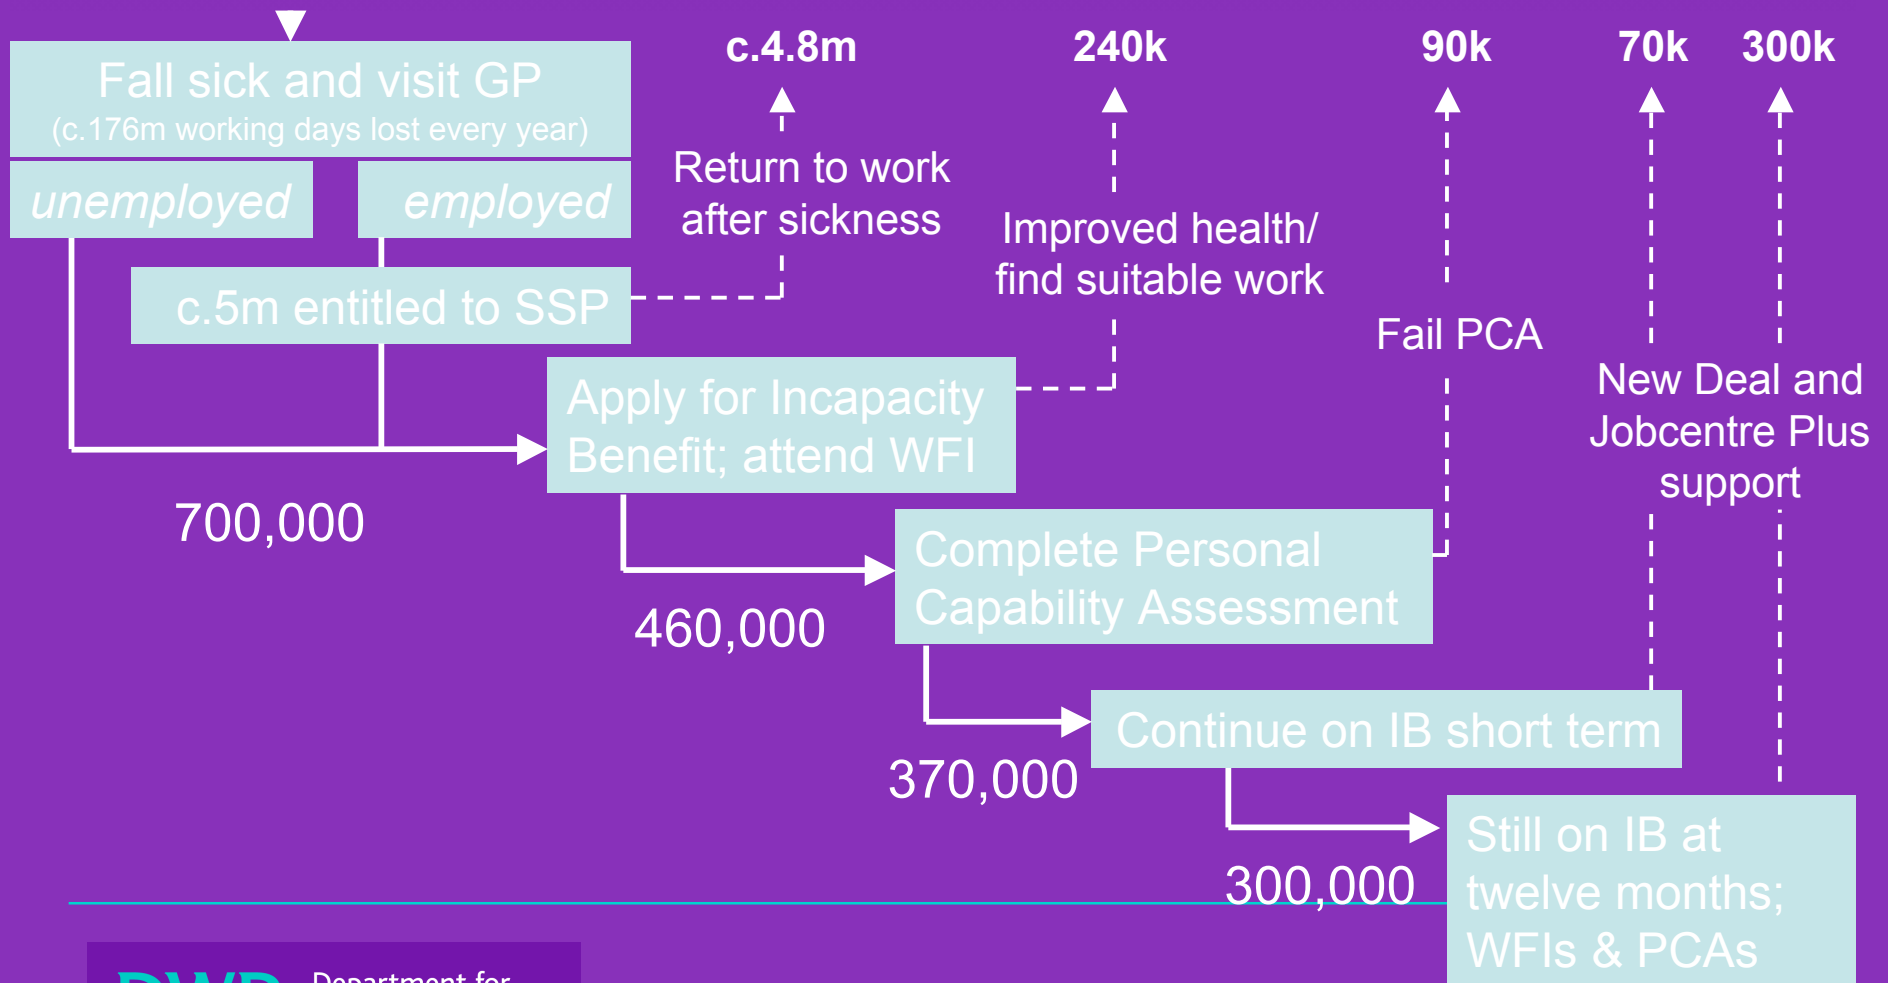 c.4.8m
240k
90k
70k
300k
Fall sick and visit GP
(c.176m working days lost every year)
unemployed
employed
Return to work
after sickness
Improved health/
find suitable work
c.5m entitled to SSP
Fail PCA
New Deal and
Jobcentre Plus
support
Apply for Incapacity
Benefit; attend WFI
700,000
Complete Personal
Capability Assessment
460,000
Continue on IB short term
370,000
Still on IB at
twelve months;
WFIs & PCAs
300,000
DWP
Department for